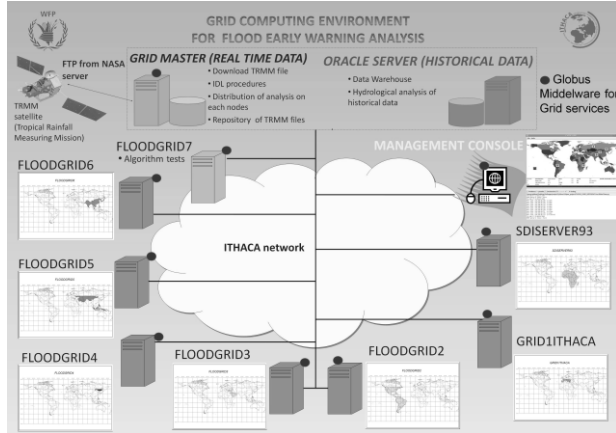 WFP
GRID COMPUTING ENVIRONMENT
FOR FLOOD EARLY WARNING ANALYSIS
ITHACA
FTP from NASA
server
TRMM
satellite
(Tropical Rainfall
Measuring Mission)
GRID MASTER (REAL TIME DATA)
• Download TRMM file
• IDL procedures
• Distribution of analysis on
each nodes
• Repository of TRMM files
ORACLE SERVER (HISTORICAL DATA)
• Data Warehouse
• Hydrological analysis of
historical data
Globus
Middelware for
Grid services
FLOODGRID7
• Algorithm tests
MANAGEMENT CONSOLE
FLOODGRID6
ITHACA network
SDISERVER93
FLOODGRID5
FLOODGRID4
FLOODGRID3
FLOODGRID2
GRID1ITHACA